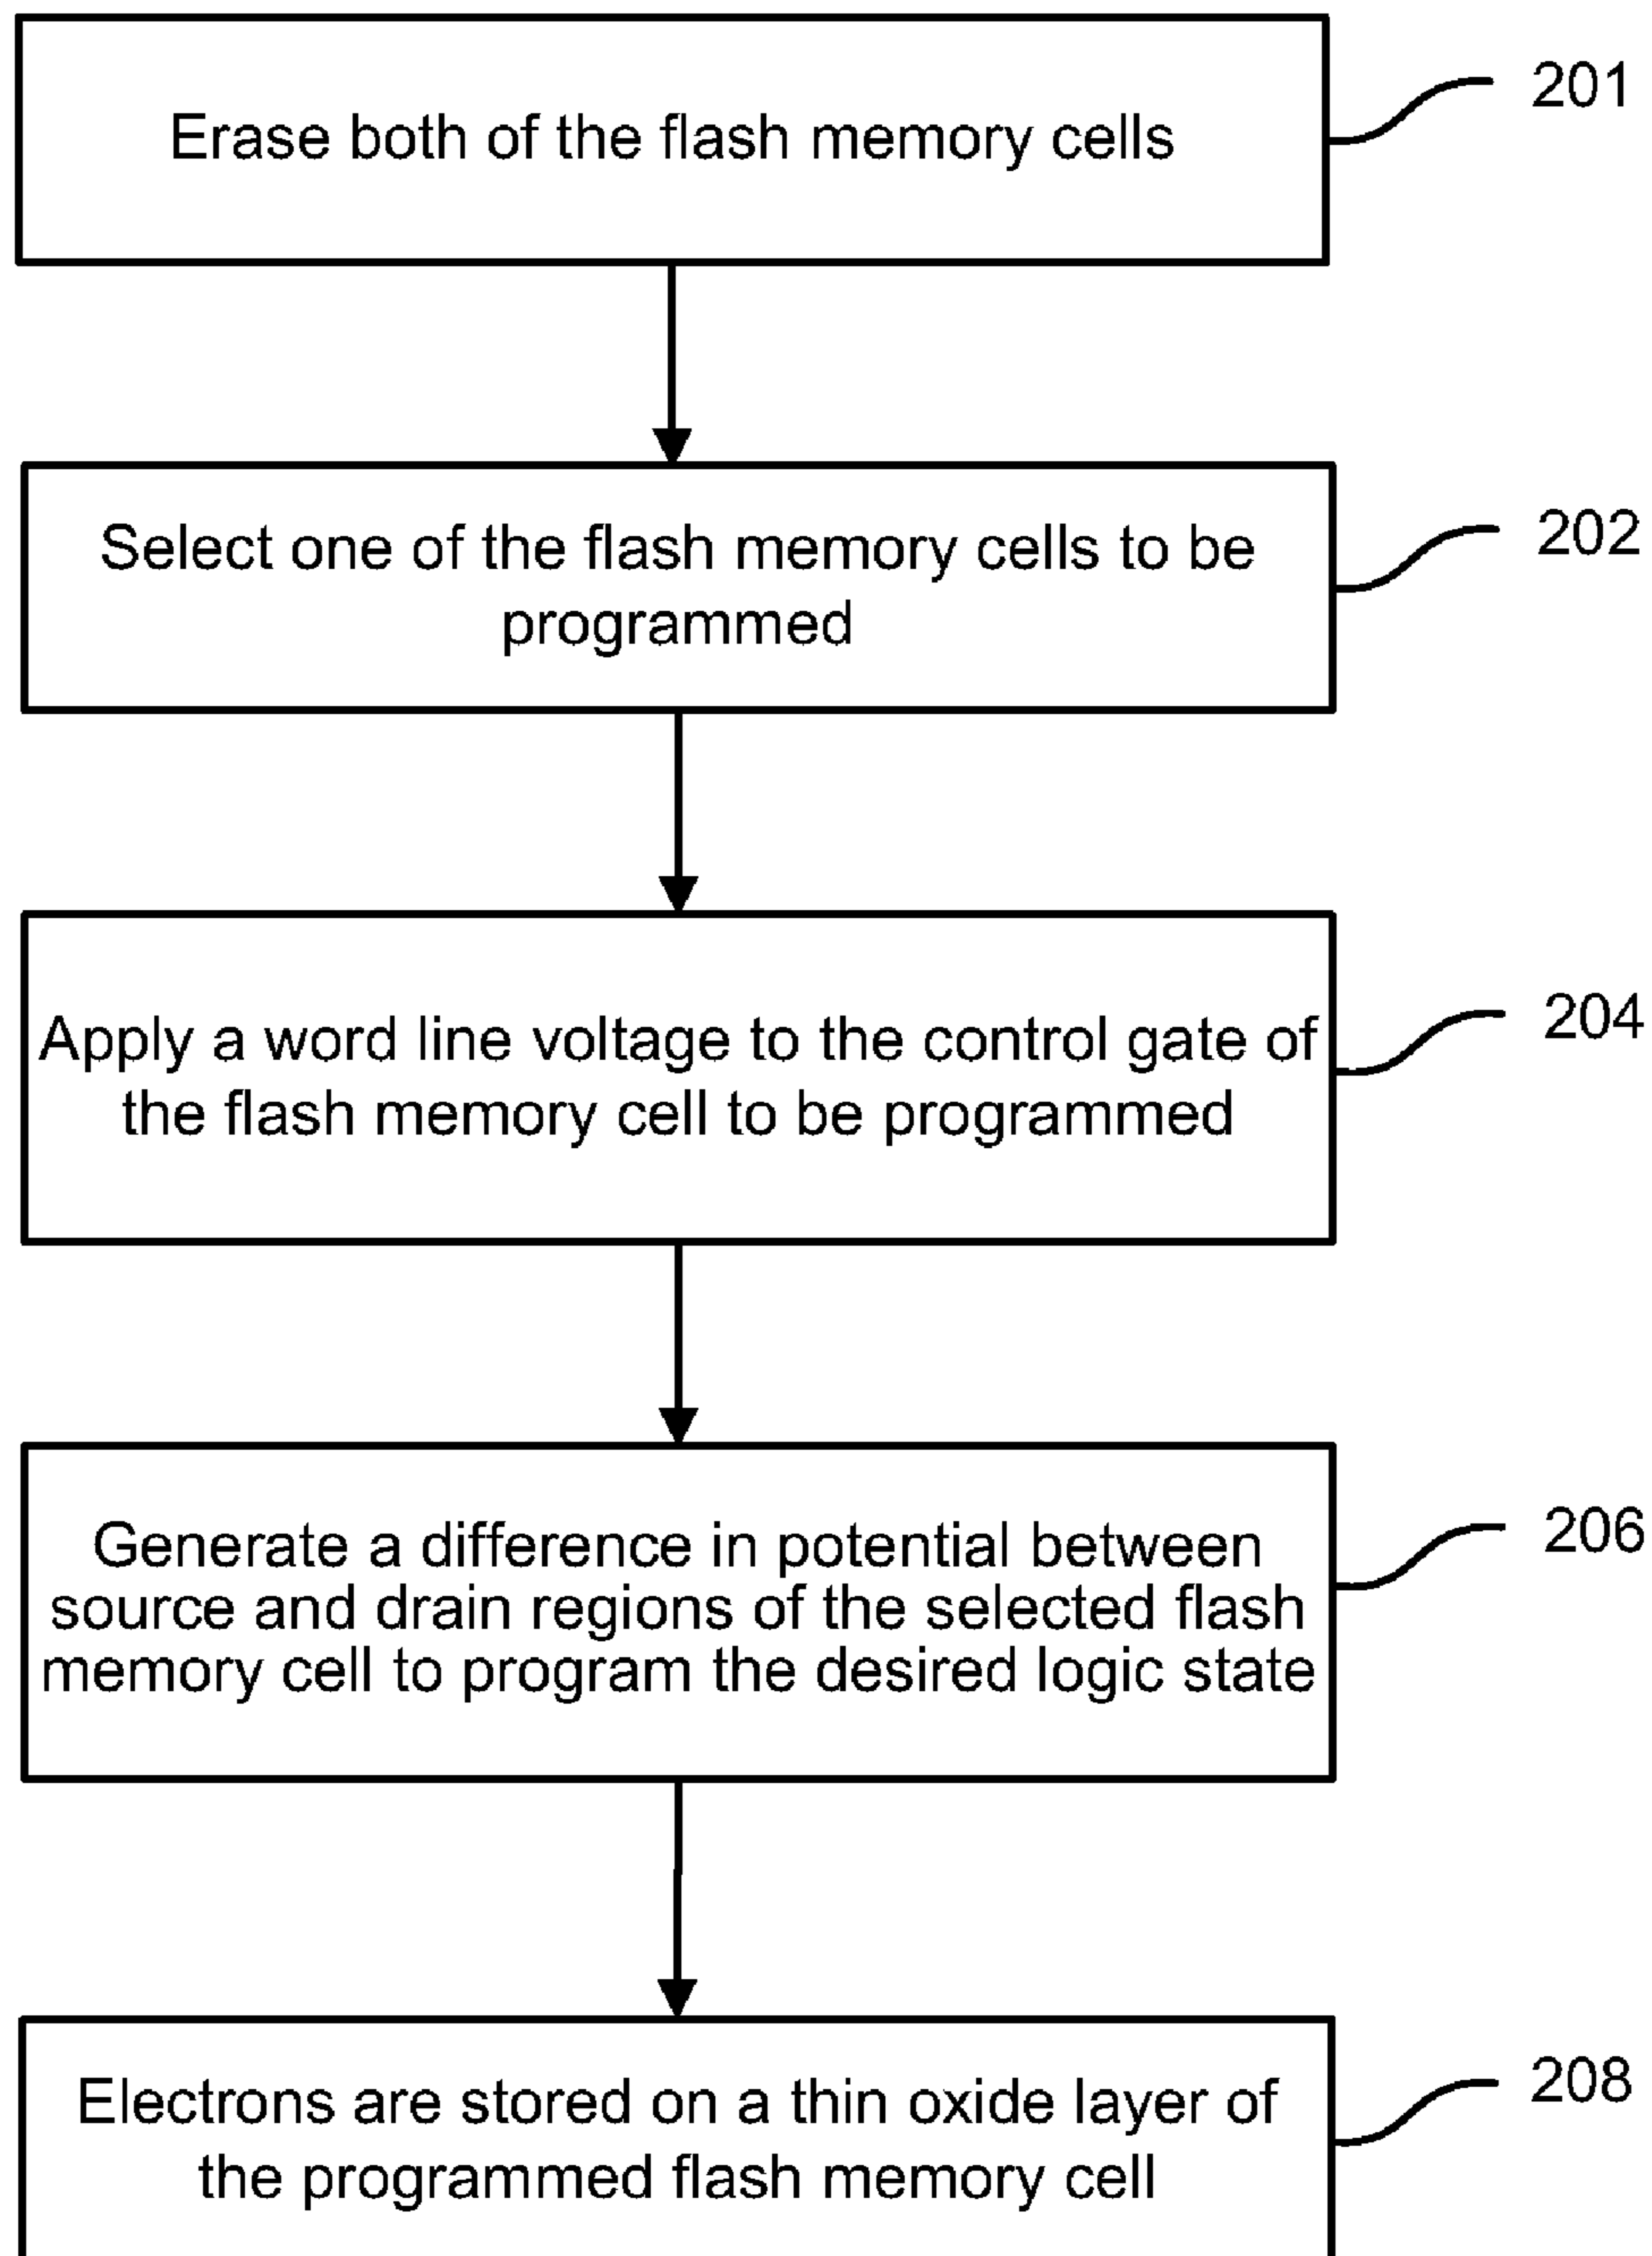 Erase both of the flash memory cells
201
Select one of the flash memory cells to be
programmed
202
Apply a word line voltage to the control gate of
the flash memory cell to be programmed
204
Generate a difference in potential between
source and drain regions of the selected flash
memory cell to program the desired logic state
206
Electrons are stored on a thin oxide layer of
the programmed flash memory cell
208